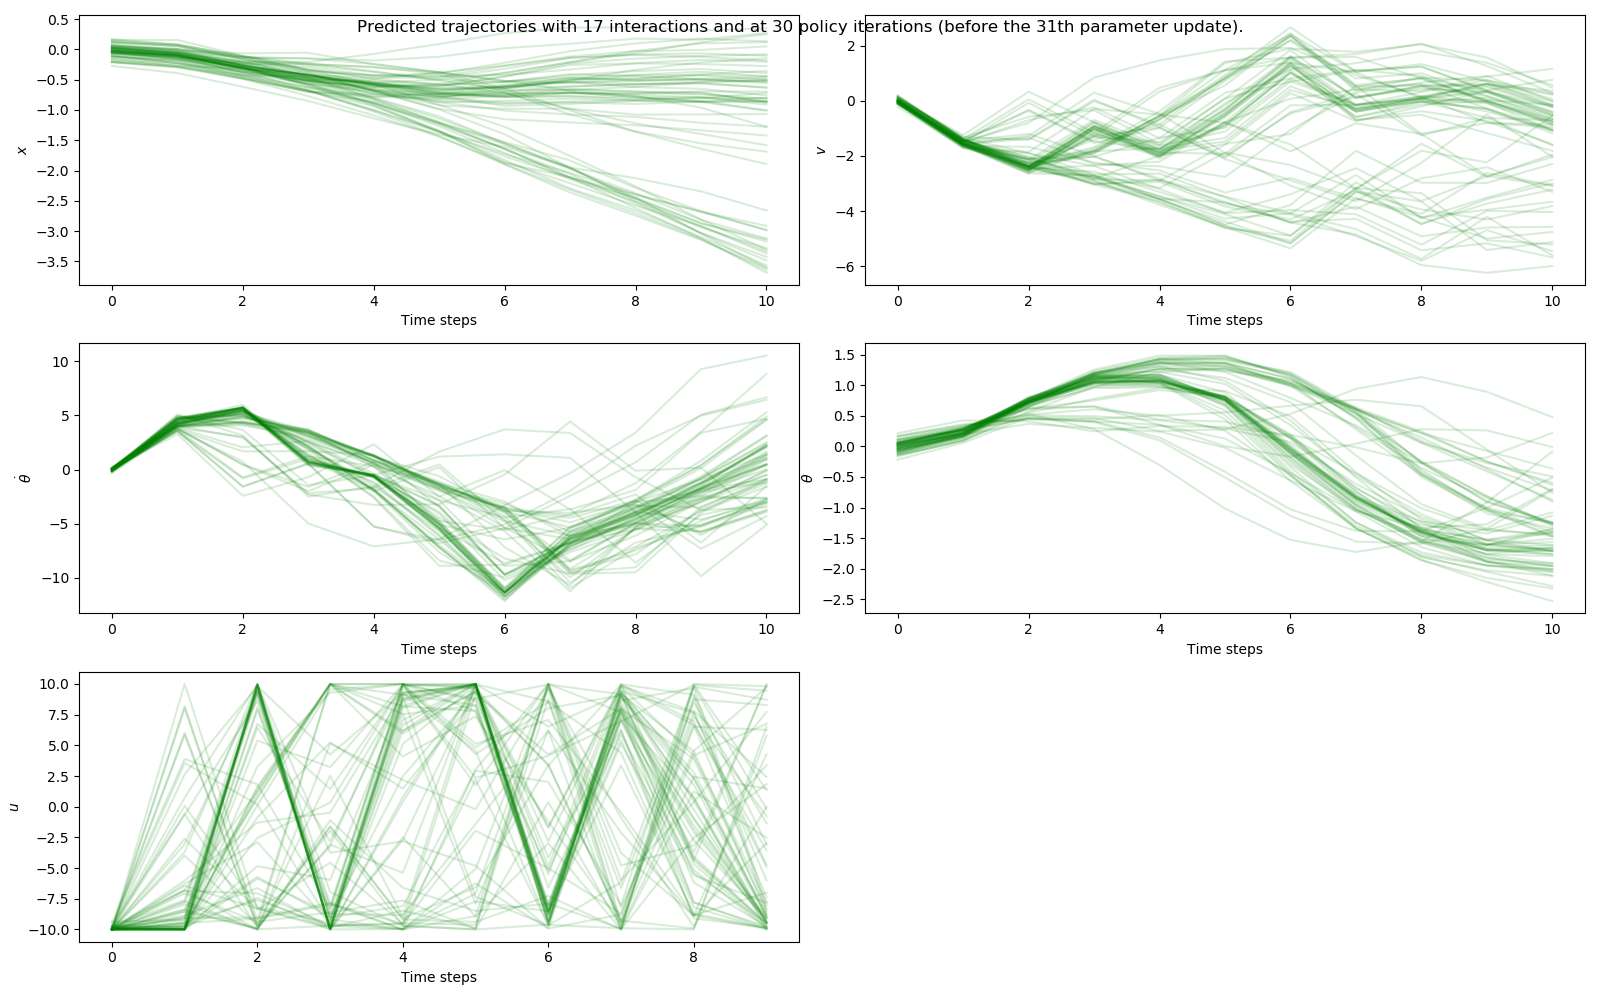 Predicted trajectories with 17 interactions and at 30 policy iterations (before the 31th parameter update).
0.5
0.0
−0.5
−1.0
−1.5
−2.0
−2.5
−3.0
−3.5
x
0 2 4 6 8 10
Time steps
2
0
−2
−4
−6
v
0 2 4 6 8 10
Time steps
10
5
0
−5
−10
θ̇
0 2 4 6 8 10
Time steps
1.5
1.0
0.5
0.0
−0.5
−1.0
−1.5
−2.0
−2.5
θ
0 2 4 6 8 10
Time steps
10.0
7.5
5.0
2.5
0.0
−2.5
−5.0
−7.5
−10.0
u
0 2 4 6 8
Time steps